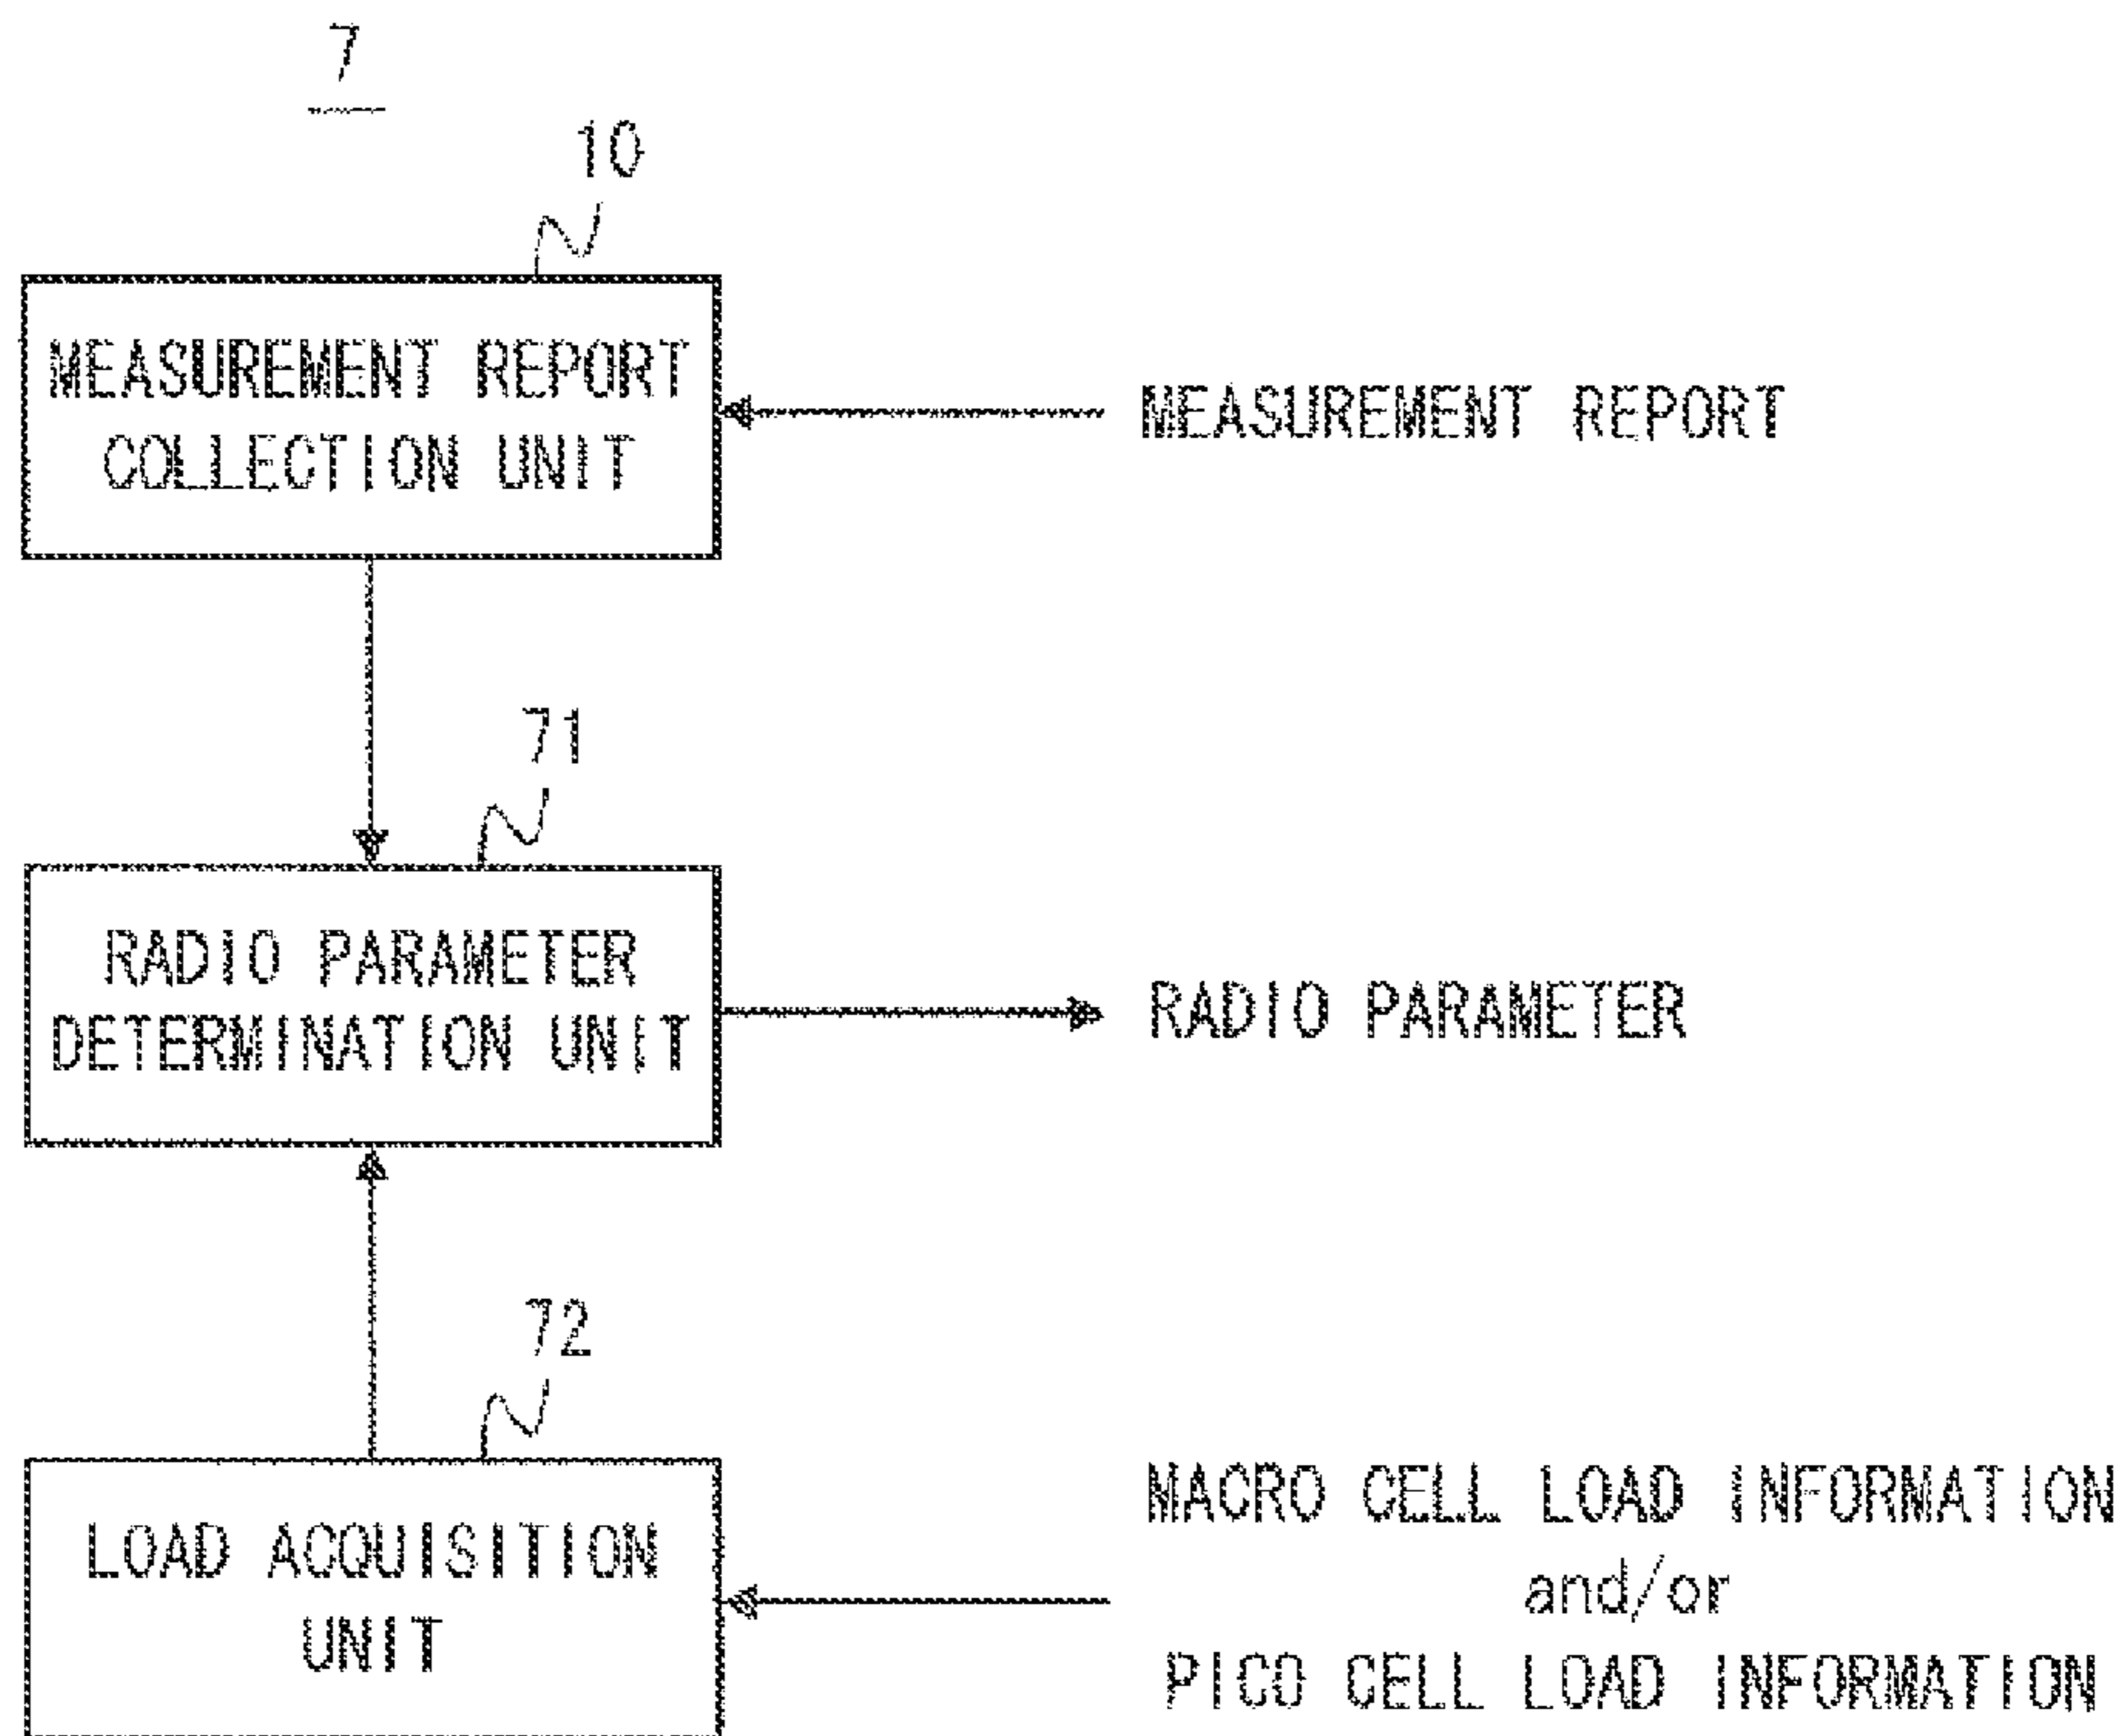 7
10
MEASUREMENT REPORT
COLLECTION UNIT
MEASUREMENT REPORT
71
RADIO PARAMETER
DETERMINATION UNIT
RADIO PARAMETER
72
LOAD ACQUISITION
UNIT
MACRO CELL LOAD INFORMATION
and/or
PICO CELL LOAD INFORMATION